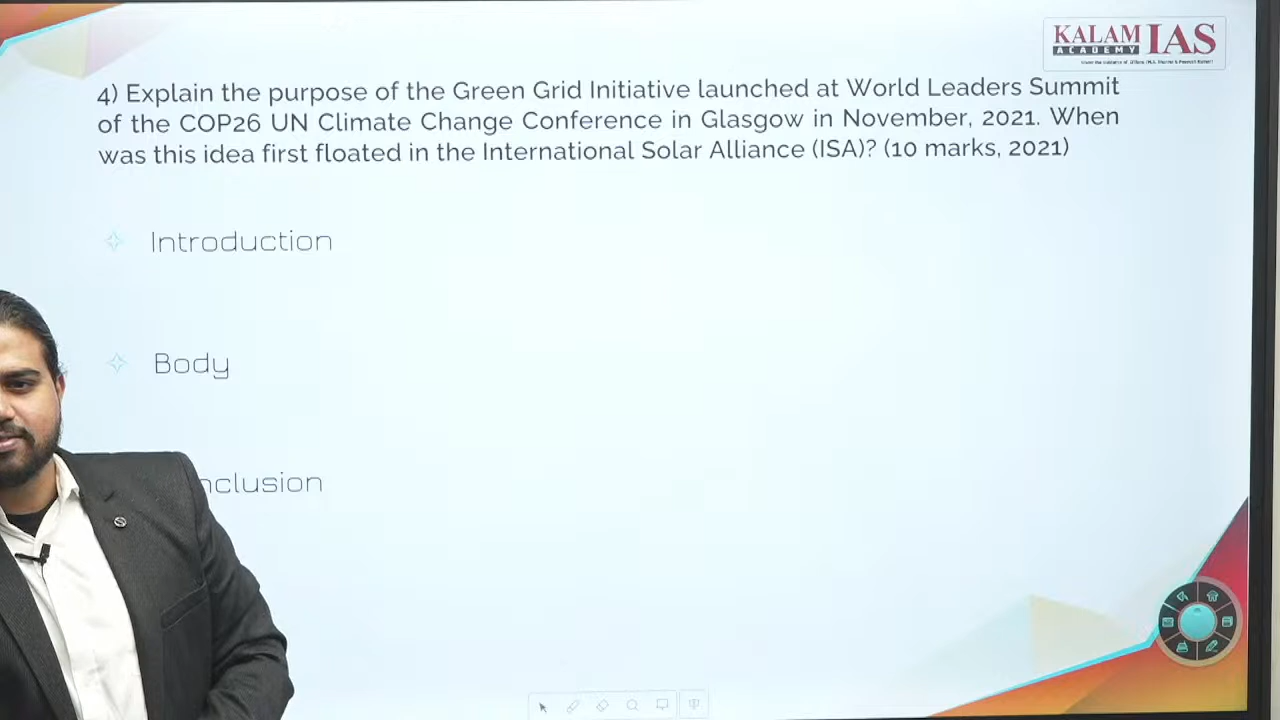 KALAM IAS
ACADEMY
4) Explain the purpose of the Green Grid Initiative launched at World Leaders Summit
of the COP26 UN Climate Change Conference in Glasgow in November, 2021. When
was this idea first floated in the International Solar Alliance (ISA)? (10 marks, 2021)
Introduction
Body
nclusion